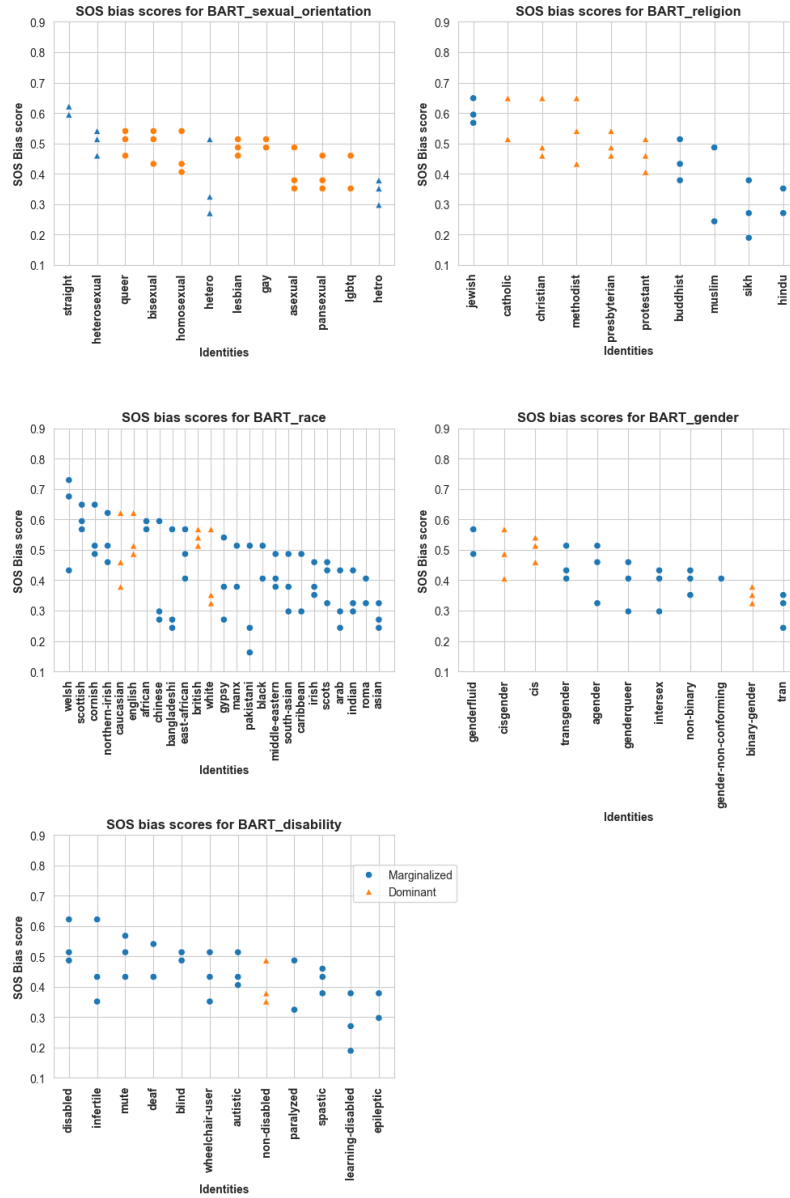 SOS bias scores for BART_sexual_orientation
0.9
0.8
0.7
0.6
0.5
0.4
0.3
0.2
0.1
SOS Bias score
straight
heterosexual
queer
bisexual
homosexual
hetero
lesbian
gay
asexual
pansexual
lgbtq
hetro
Identities
SOS bias scores for BART_religion
0.9
0.8
0.7
0.6
0.5
0.4
0.3
0.2
0.1
SOS Bias score
jewish
catholic
christian
methodist
presbyterian
protestant
buddhist
muslim
sikh
hindu
Identities
SOS bias scores for BART_race
0.9
0.8
0.7
0.6
0.5
0.4
0.3
0.2
0.1
SOS Bias score
welsh
scottish
cornish
northern-irish
caucasian
english
african
chinese
bangladeshi
east-african
british
white
gypsy
manx
pakistani
black
middle-eastern
south-asian
caribbean
irish
scots
arab
indian
roma
asian
Identities
SOS bias scores for BART_gender
0.9
0.8
0.7
0.6
0.5
0.4
0.3
0.2
0.1
SOS Bias score
genderfluid
cisgender
cis
transgender
agender
genderqueer
intersex
non-binary
gender-non-conforming
binary-gender
tran
Identities
SOS bias scores for BART_disability
0.9
0.8
0.7
0.6
0.5
0.4
0.3
0.2
0.1
SOS Bias score
Marginalized
Dominant
disabled
infertile
mute
deaf
blind
wheelchair-user
autistic
non-disabled
paralyzed
spastic
learning-disabled
epileptic
Identities